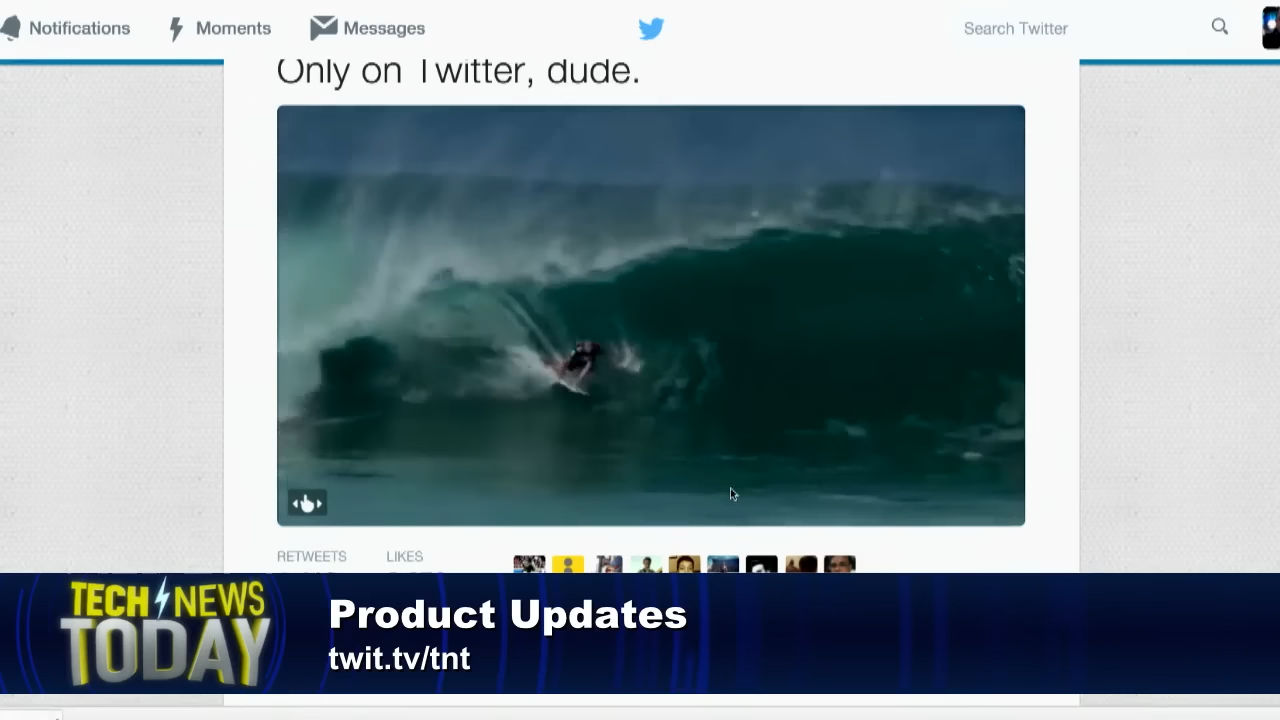 Notifications
Moments
Messages
Search Twitter
Only on Twitter, dude.
RETWEETS
LIKES
TECH NEWS
TODAY
Product Updates
twit.tv/tnt